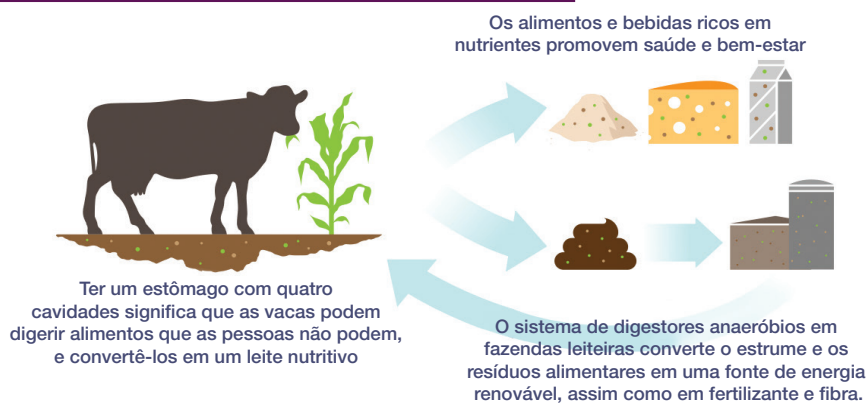 Os alimentos e bebidas ricos em
nutrientes promovem saúde e bem-estar
Ter um estômago com quatro
cavidades significa que as vacas podem
digerir alimentos que as pessoas não podem,
e convertê-los em um leite nutritivo
O sistema de digestores anaeróbios em
fazendas leiteiras converte o estrume e os
resíduos alimentares em uma fonte de energia
renovável, assim como em fertilizante e fibra.